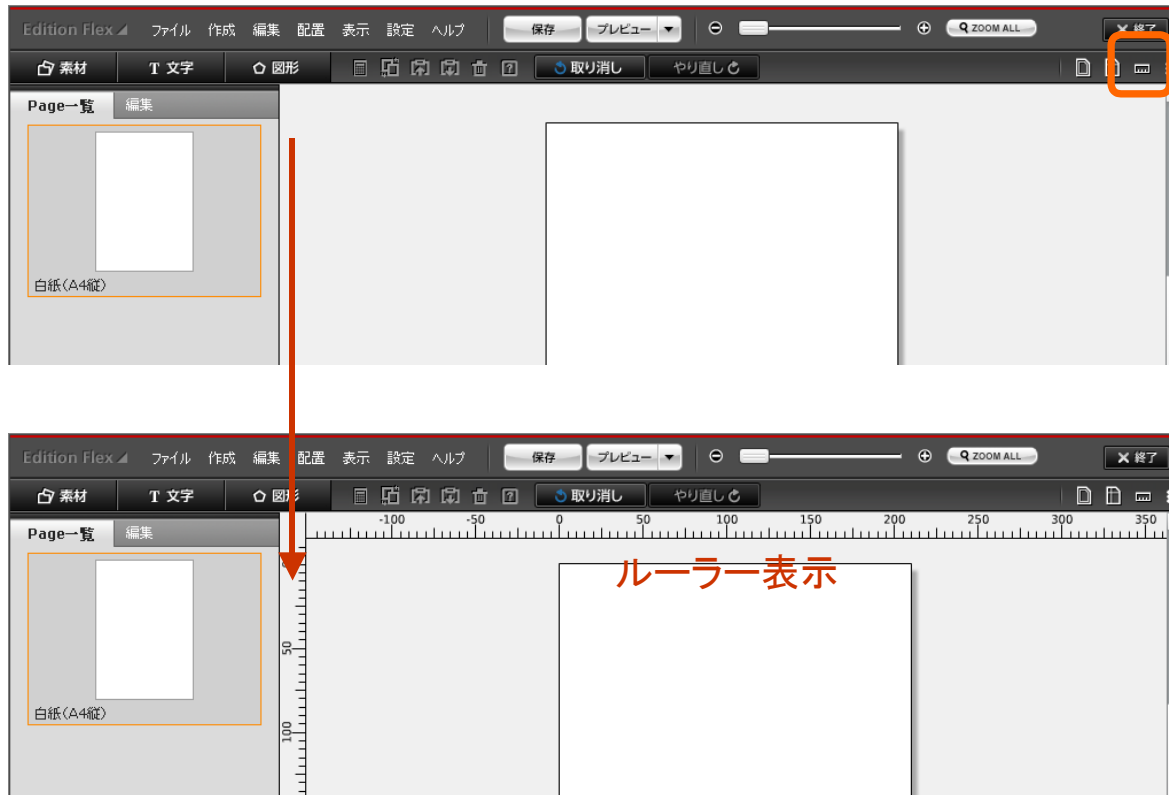 Edition Flex ファイル 作成 編集 配置 表示 設定 ヘルプ 保存 プレビュー ZOOM ALL × 終了
素材 T 文字 図形 取り消し やり直し
Page一覧 編集
白紙(A4縦)
Edition Flex ファイル 作成 編集 配置 表示 設定 ヘルプ 保存 プレビュー ZOOM ALL × 終了
素材 T 文字 図形 取り消し やり直し
Page一覧 編集
-100 -50 0 50 100 150 200 250 300 350
ルーラー表示
0
50
100
白紙(A4縦)